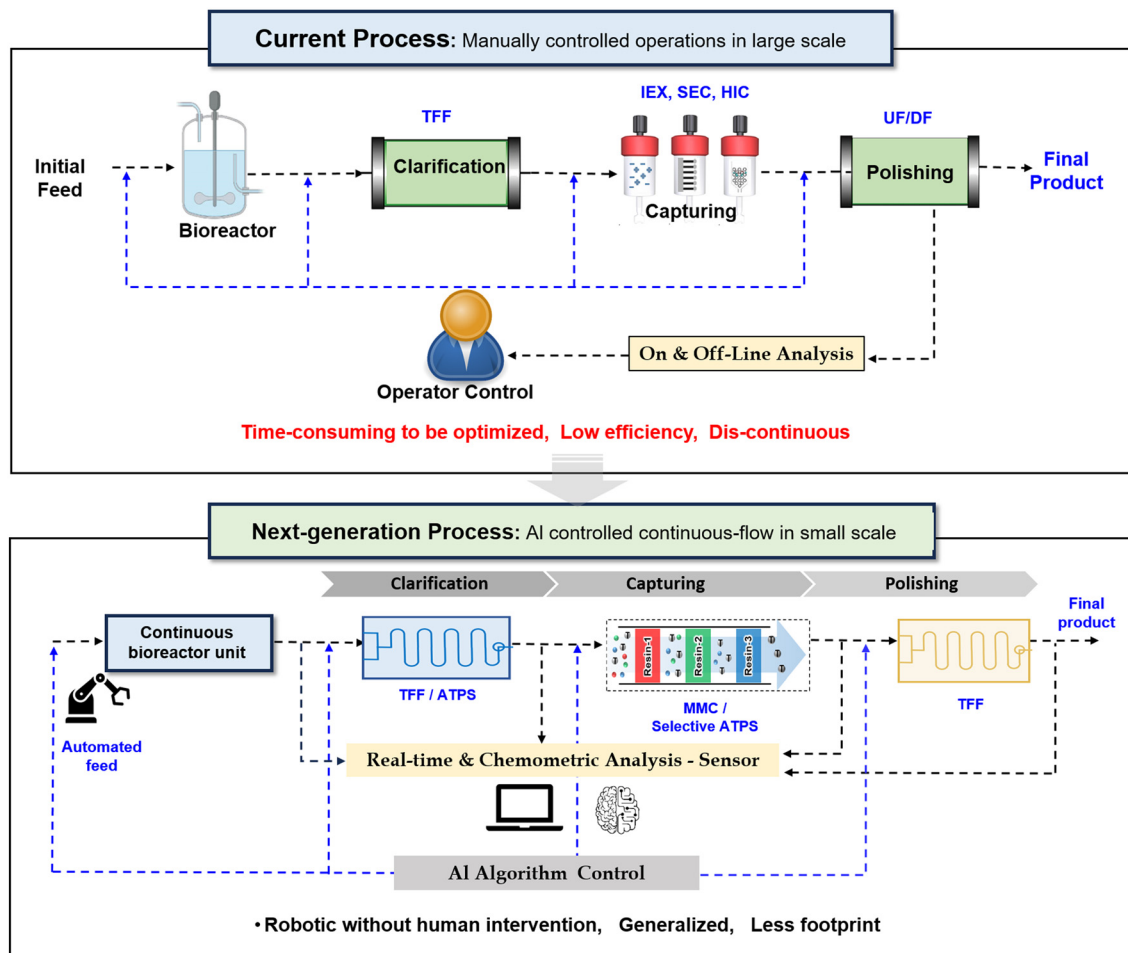 Current Process: Manually controlled operations in large scale
IEX, SEC, HIC
TFF
UF/DF
Initial
Feed
Clarification
Polishing
Final
Product
Bioreactor
Capturing
On & Off-Line Analysis
Operator Control
Time-consuming to be optimized, Low efficiency, Dis-continuous
Next-generation Process: AI controlled continuous-flow in small scale
Clarification
Capturing
Polishing
Continuous
bioreactor unit
Resin-1
Resin-2
Resin-3
Final
product
TFF / ATPS
MMC /
Selective ATPS
TFF
Automated
feed
Real-time & Chemometric Analysis - Sensor
AI Algorithm Control
• Robotic without human intervention, Generalized, Less footprint